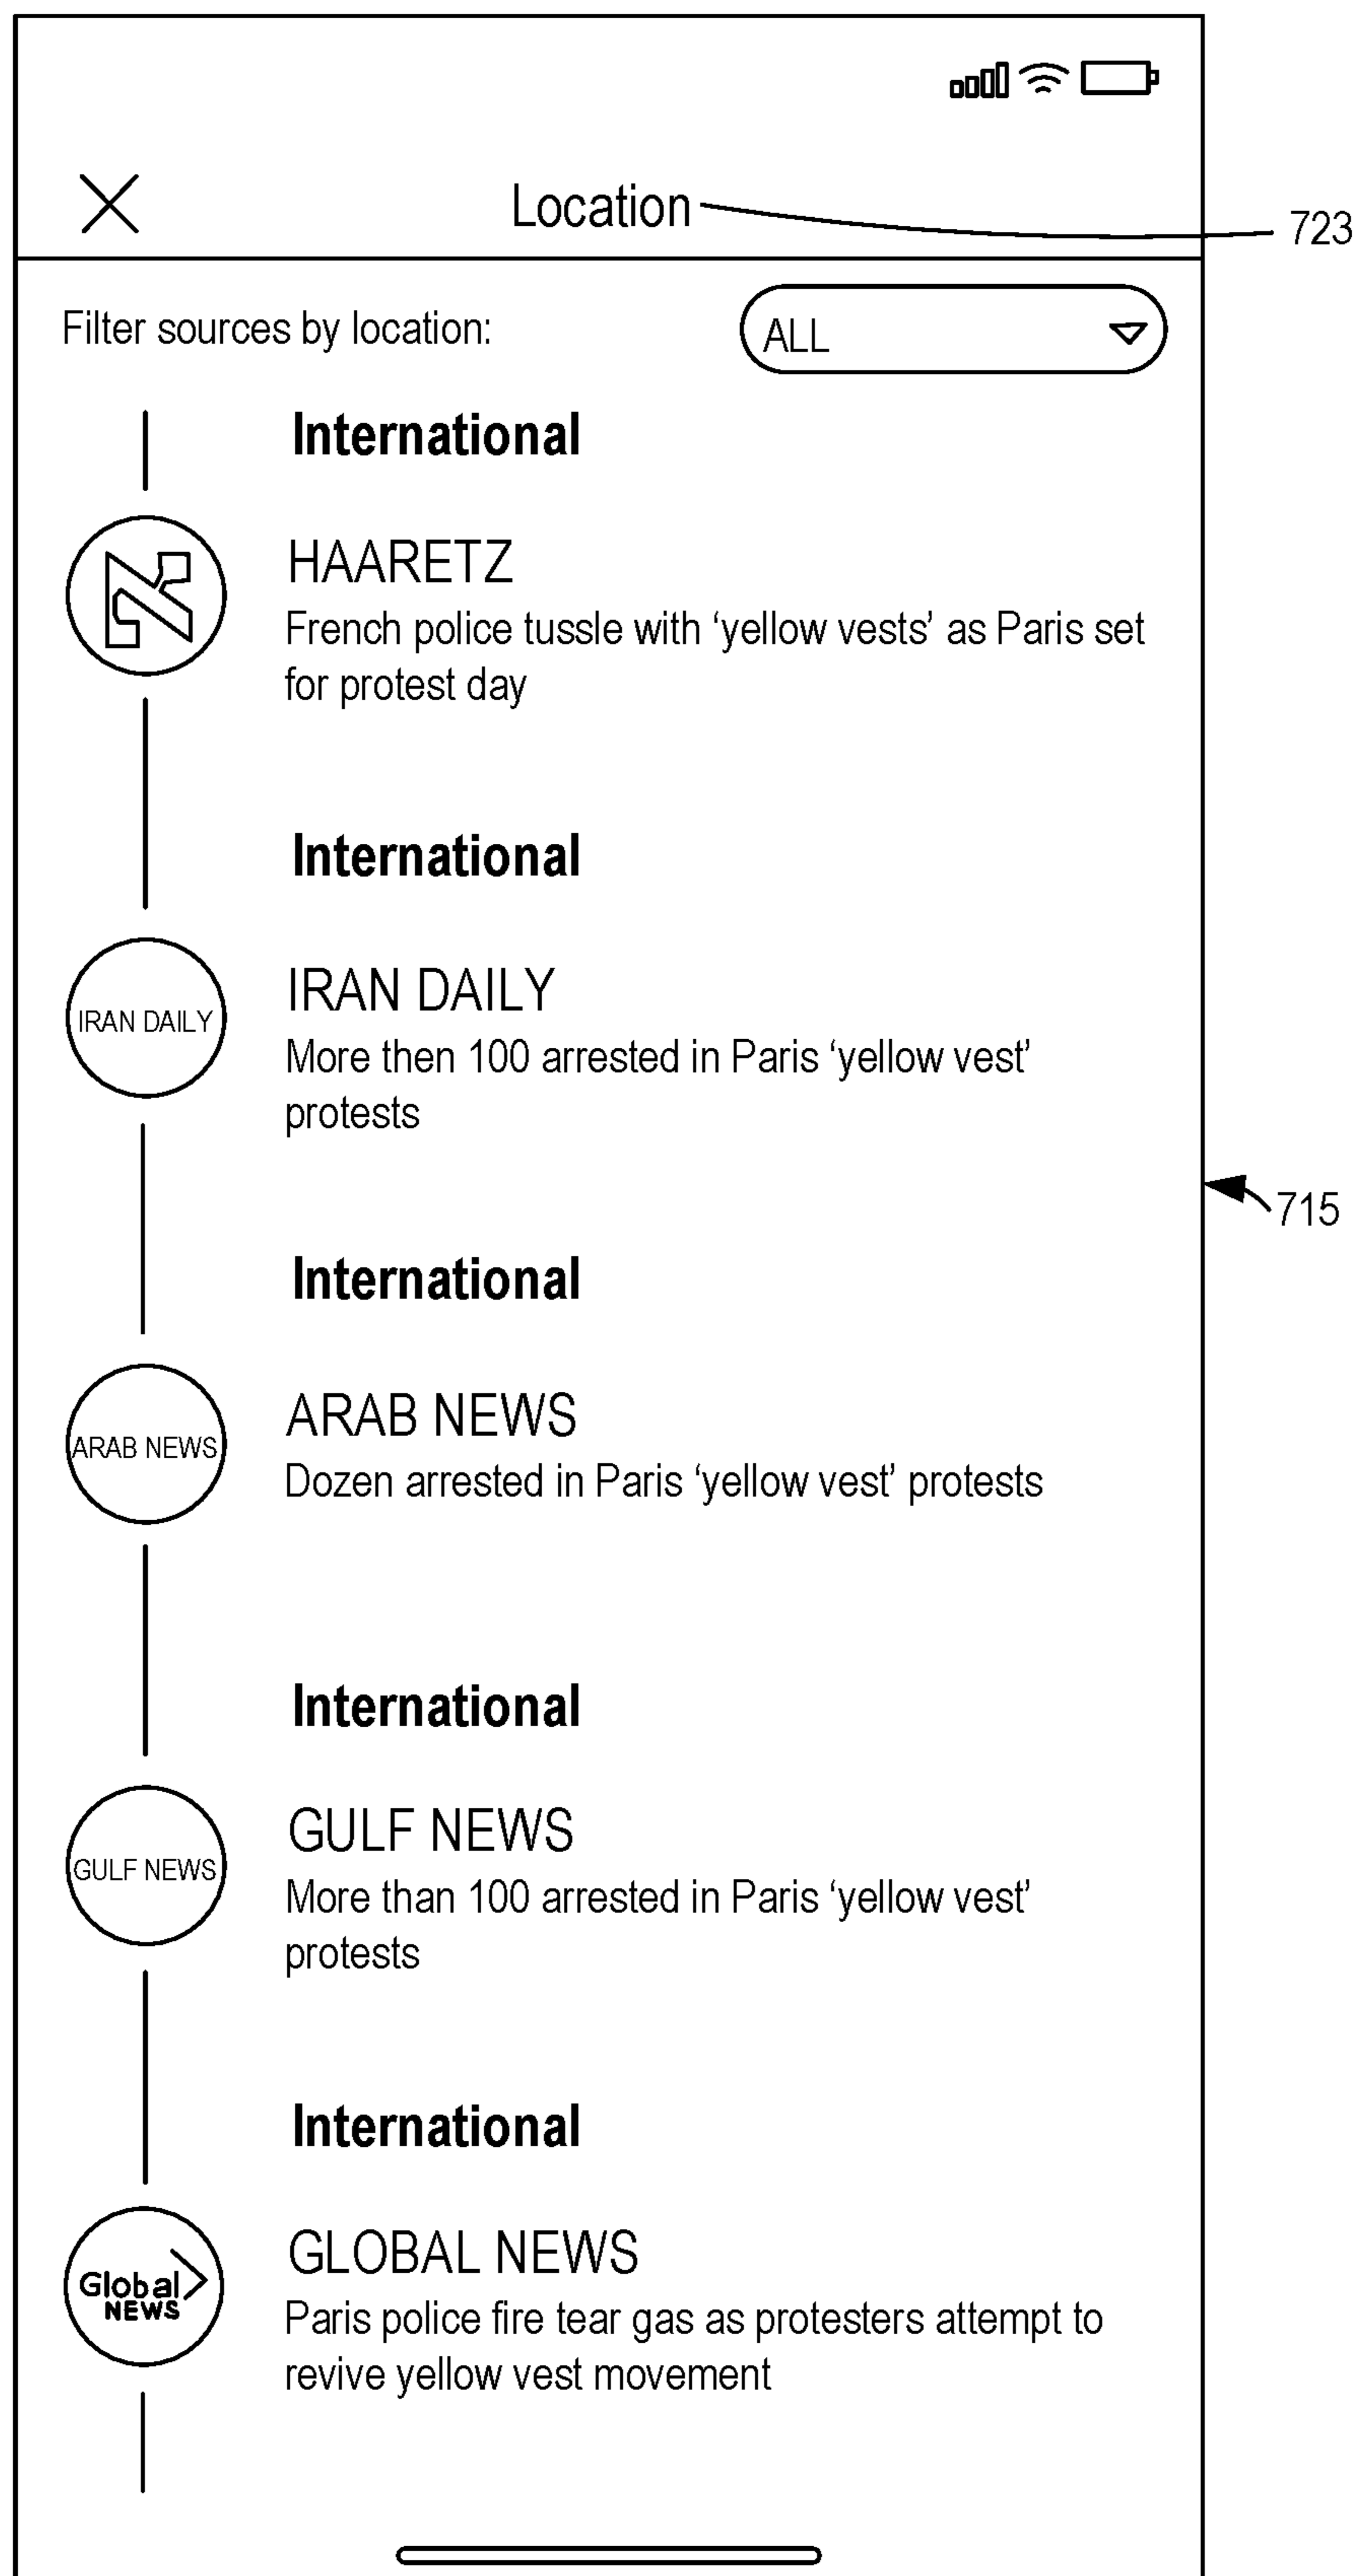 Location
723
Filter sources by location:
ALL
International
א
HAARETZ
French police tussle with ‘yellow vests’ as Paris set
for protest day
International
IRAN DAILY
IRAN DAILY
More then 100 arrested in Paris ‘yellow vest’
protests
715
International
ARAB NEWS
ARAB NEWS
Dozen arrested in Paris ‘yellow vest’ protests
International
GULF NEWS
GULF NEWS
More than 100 arrested in Paris ‘yellow vest’
protests
International
Global
NEWS
GLOBAL NEWS
Paris police fire tear gas as protesters attempt to
revive yellow vest movement